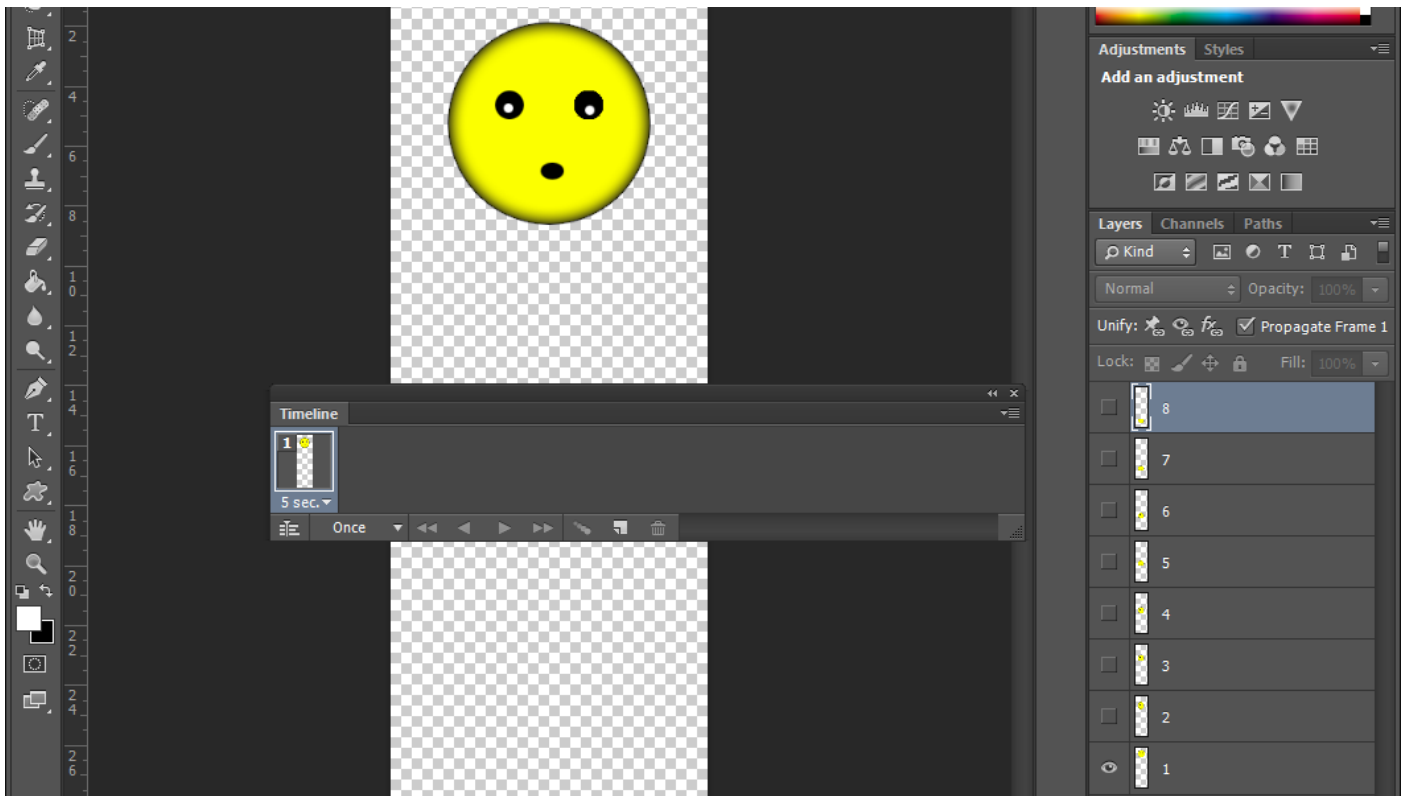 2
4
6
8
1 0
1 2
1 4
1 6
1 8
2 0
2 2
2 4
2 6
Adjustments Styles
Add an adjustment
Layers Channels Paths
Kind T
Normal Opacity: 100%
Unify: Propagate Frame 1
Lock: Fill: 100%
8
7
6
5
4
3
2
1
Timeline
1
5 sec.
Once